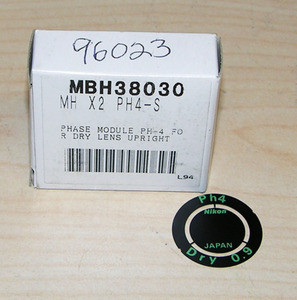 96023
MBH38030
MH X2 PH4-S
PHASE MODULE PH-4 FO
R DRY LENS UPRIGHT
L94
Ph4
Nikon
JAPAN
Dry 0.9